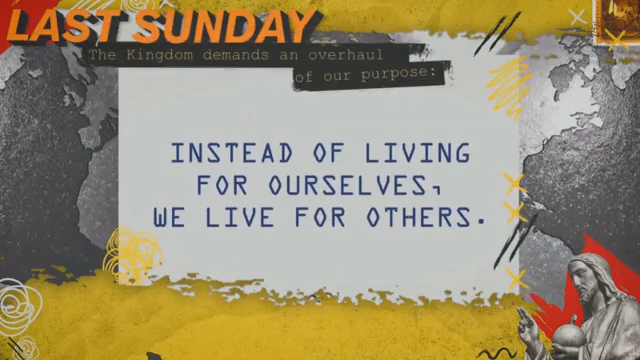 LAST SUNDAY
The Kingdom demands an overhaul
of our purpose:
INSTEAD OF LIVING
FOR OURSELVES,
WE LIVE FOR OTHERS.